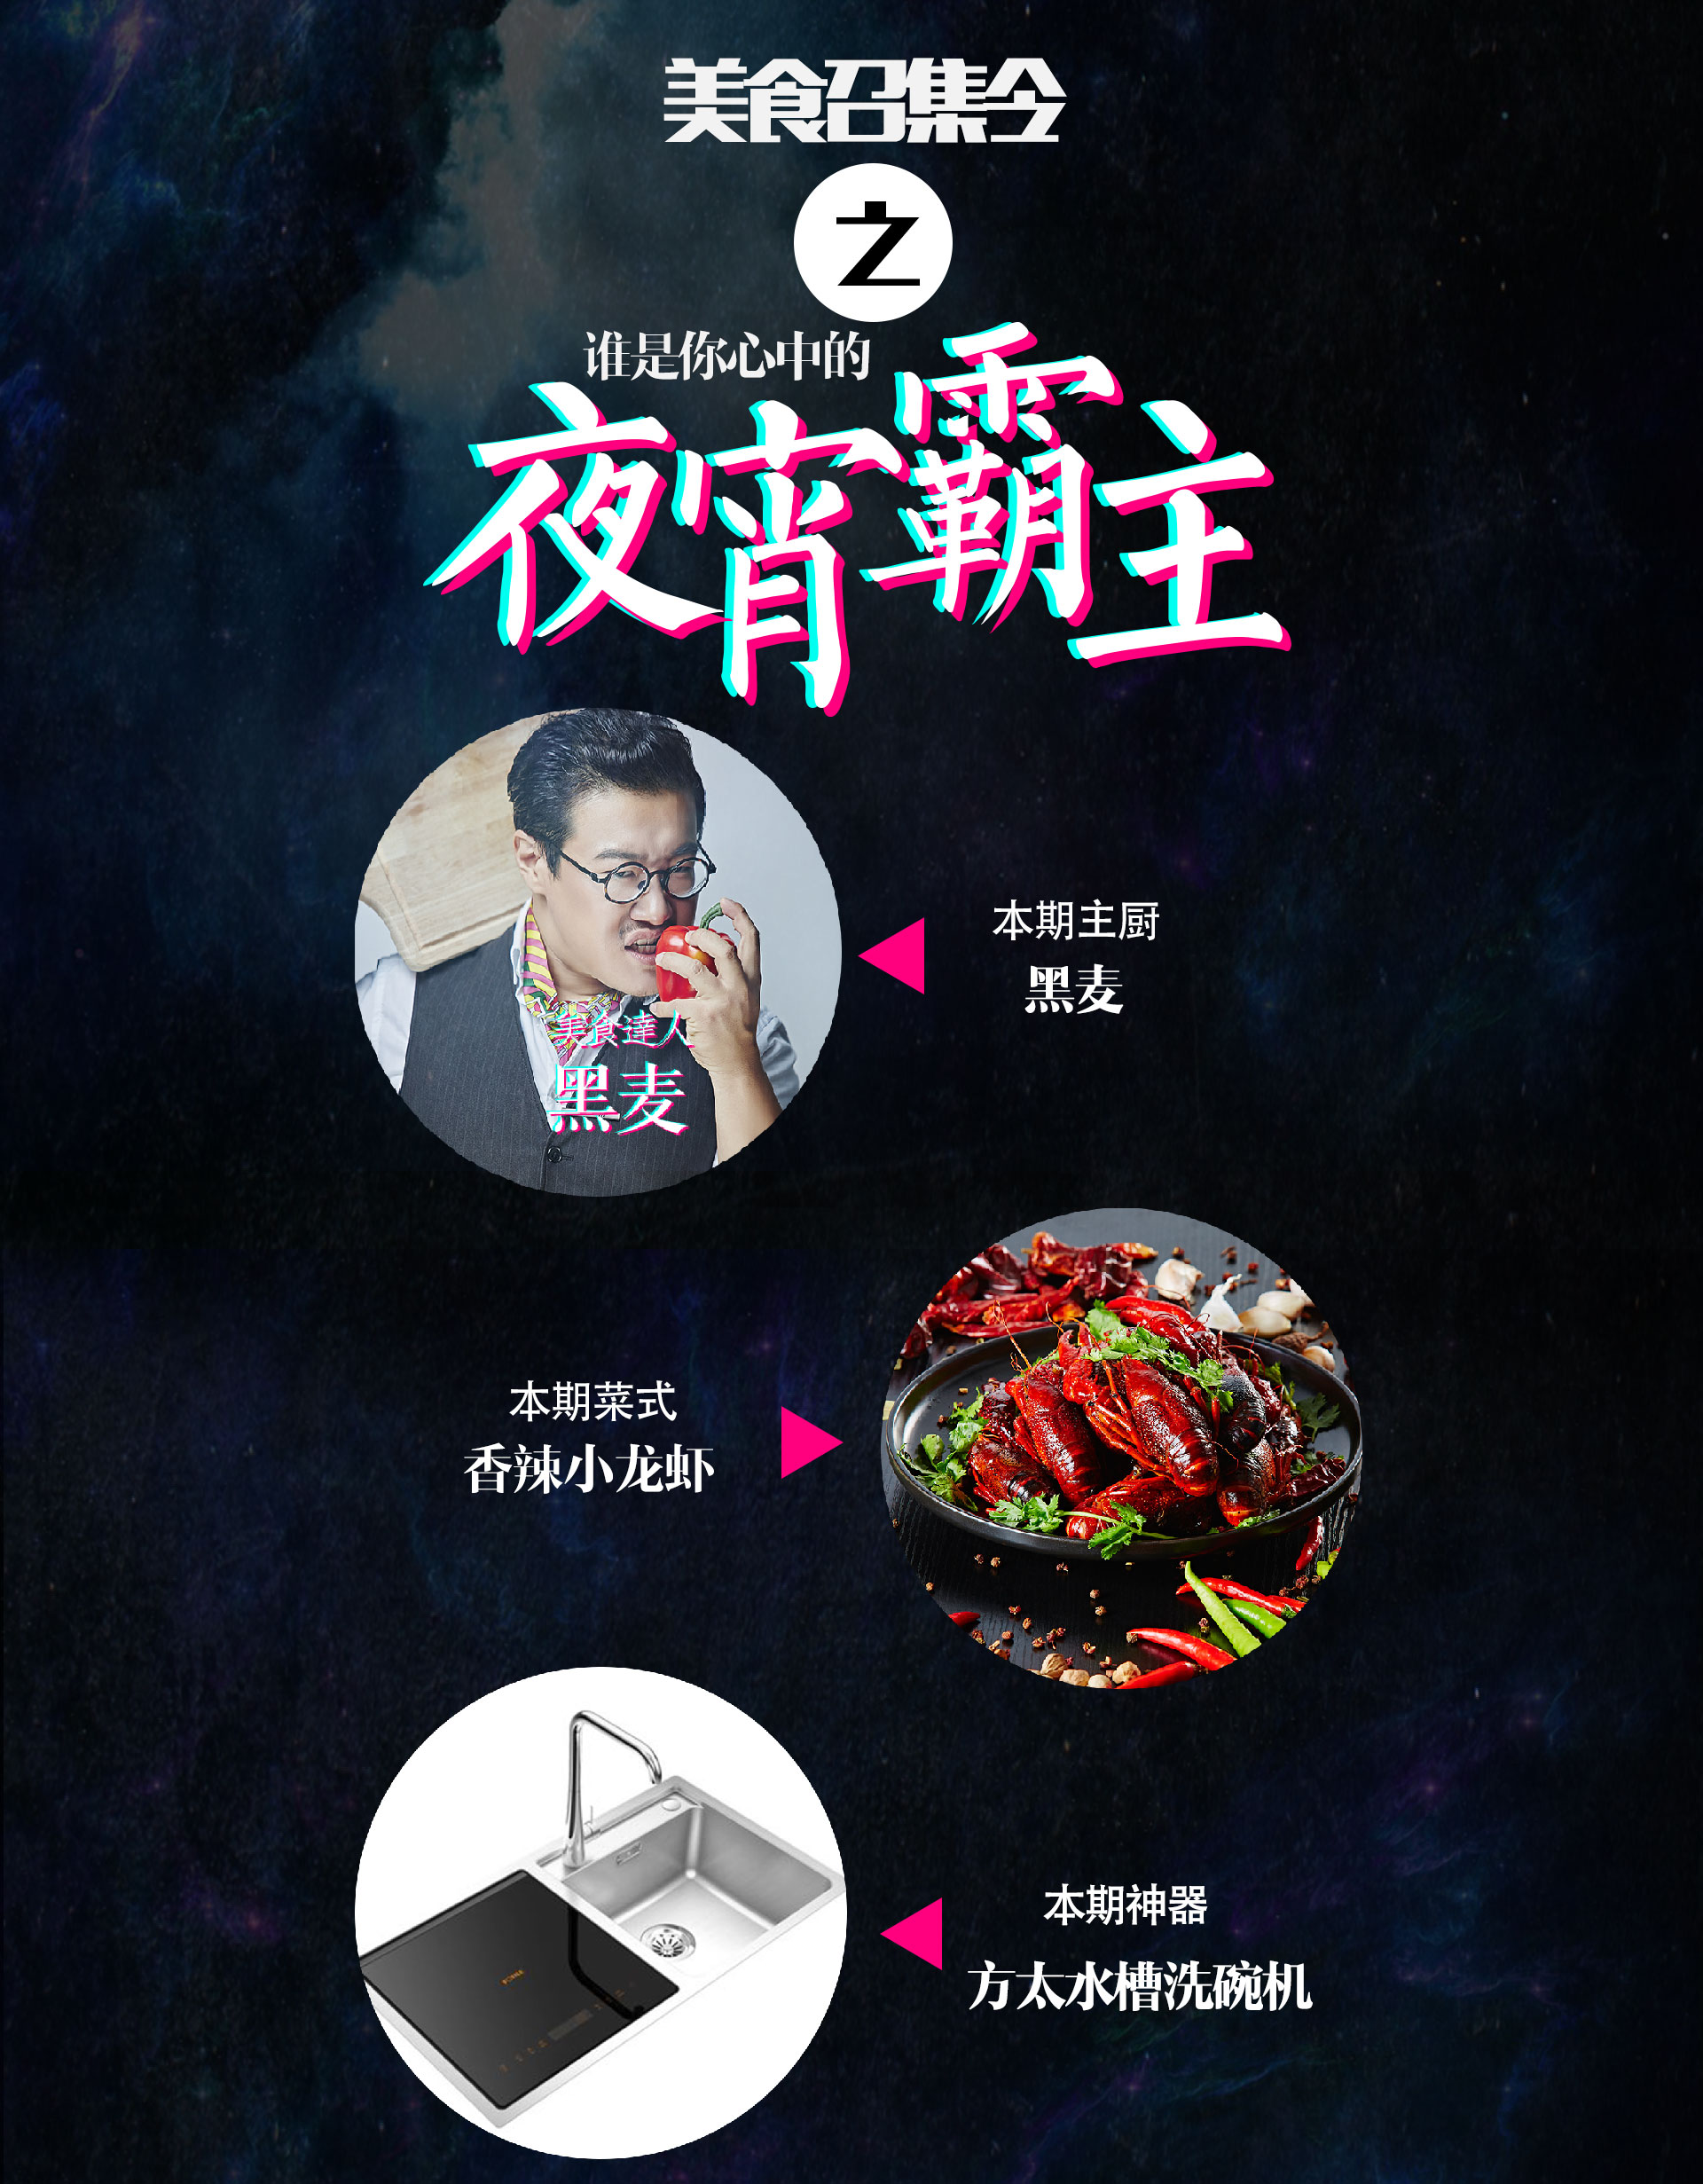 美食召集令
之
谁是你心中的
夜宵霸主
本期主厨
黑麦
美食達人
黑麦
本期菜式
香辣小龙虾
本期神器
方太水槽洗碗机